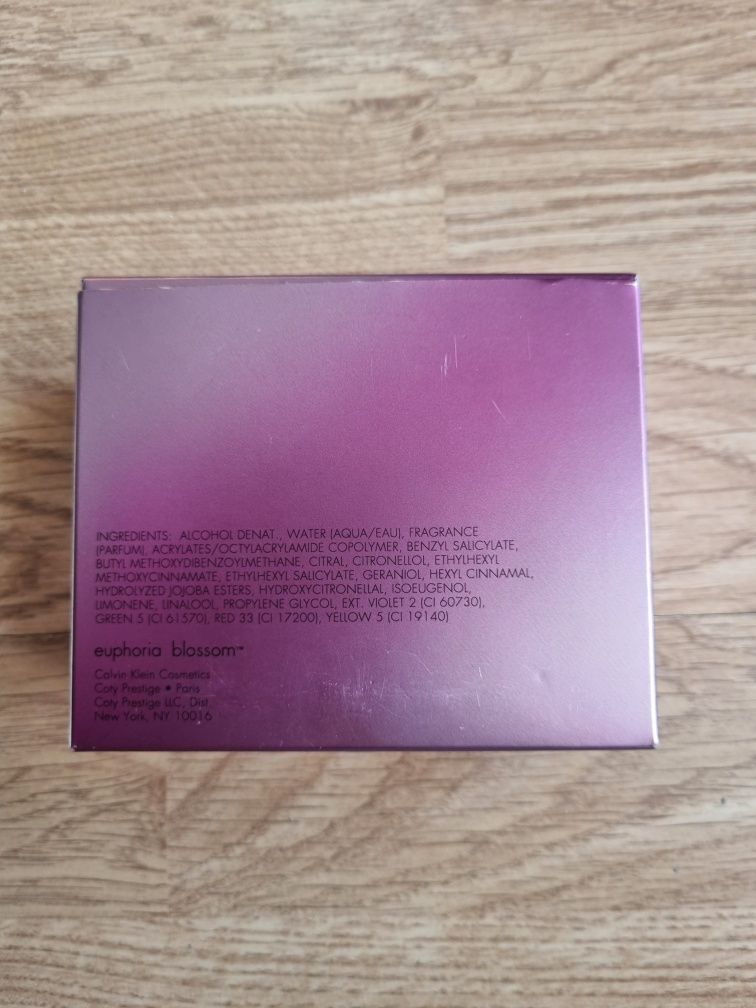 INGREDIENTS: ALCOHOL DENAT., WATER (AQUA/EAU), FRAGRANCE
(PARFUM), ACRYLATES/OCTYLACRYLAMIDE COPOLYMER, BENZYL SALICYLATE,
BUTYL METHOXYDIBENZOYLMETHANE, CITRAL, CITRONELLOL, ETHYLHEXYL
METHOXYCINNAMATE, ETHYLHEXYL SALICYLATE, GERANIOL, HEXYL CINNAMAL,
HYDROLYZED JOJOBA ESTERS, HYDROXYCITRONELLAL, ISOEUGENOL,
LIMONENE, LINALOOL, PROPYLENE GLYCOL, EXT. VIOLET 2 (CI 60730),
GREEN 5 (CI 61570), RED 33 (CI 17200), YELLOW 5 (CI 19140)
euphoria blossom™
Calvin Klein Cosmetics
Coty Prestige • Paris
Coty Prestige LLC, Dist.
New York, NY 10016